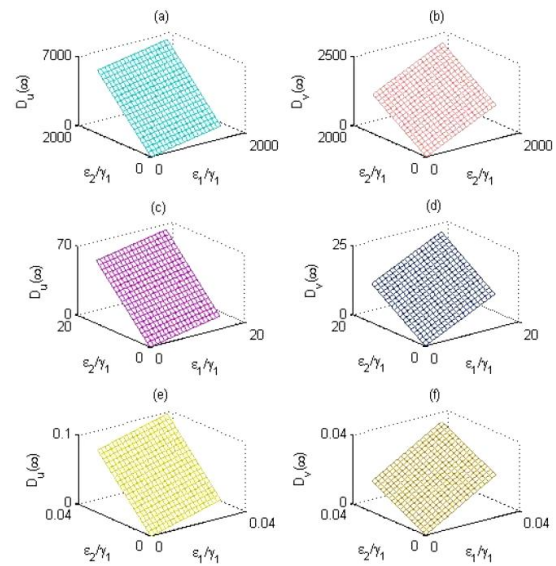 (a)
7000
D_u(∞)
0
2000
ε₂/γ₁
0 0
ε₁/γ₁
2000
(b)
2500
D_v(∞)
0
2000
ε₂/γ₁
0 0
ε₂/γ₁
2000
(c)
70
D_u(∞)
0
20
ε₂/γ₁
0 0
ε₁/γ₁
20
(d)
25
D_v(∞)
0
20
ε₂/γ₁
0 0
ε₁/γ₁
20
(e)
0.1
D_u(∞)
0
0.04
ε₂/γ₁
0 0
ε₁/γ₁
0.04
(f)
0.04
D_v(∞)
0
0.04
ε₂/γ₁
0 0
ε₁/γ₁
0.04